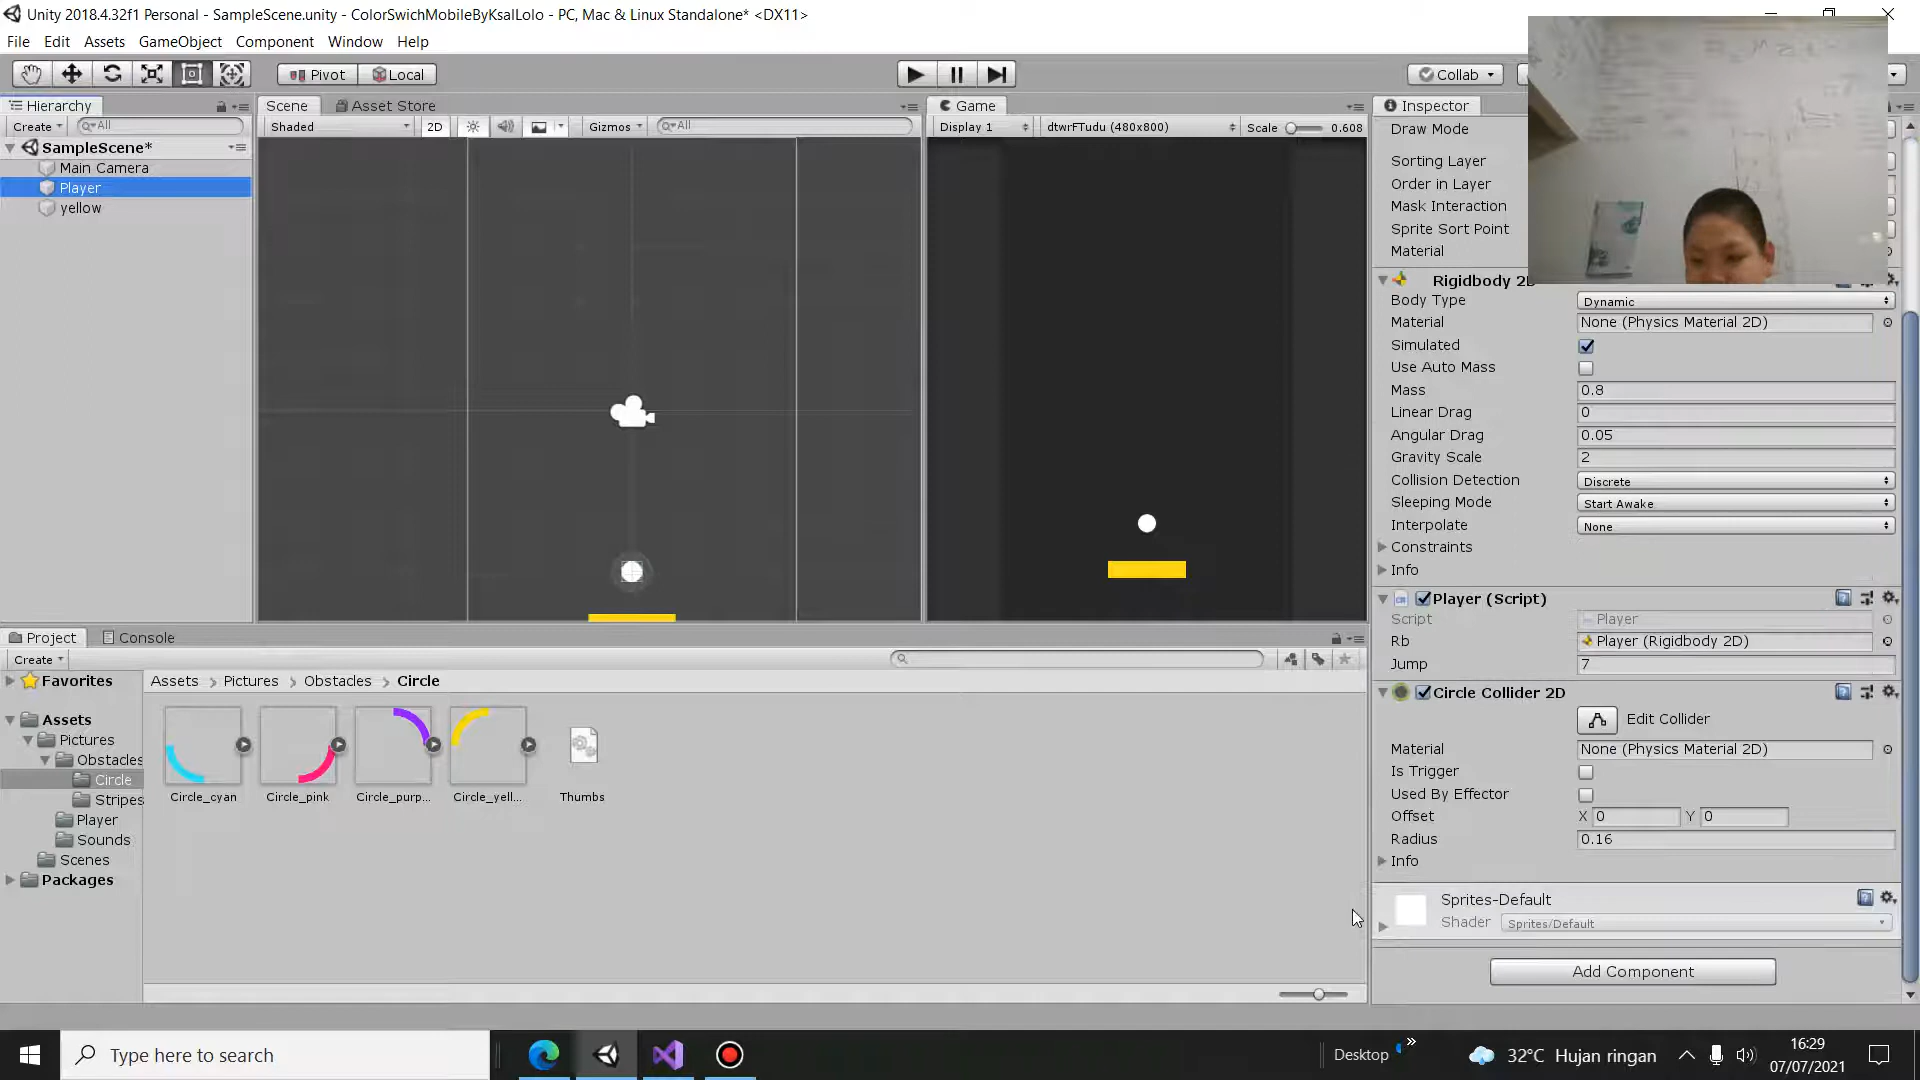 Unity 2018.4.32f1 Personal - SampleScene.unity - ColorSwichMobileByKsalLolo - PC, Mac & Linux Standalone* <DX11>
File Edit Assets GameObject Component Window Help
Pivot Local Collab
Hierarchy
Create All
SampleScene*
Main Camera
Player
yellow
Scene Asset Store
Shaded 2D Gizmos All
Game
Display 1 dtwrFTudu (480x800) Scale 0.608
Inspector
Draw Mode
Sorting Layer
Order in Layer
Mask Interaction
Sprite Sort Point
Material
Rigidbody 2D
Body Type Dynamic
Material None (Physics Material 2D)
Simulated
Use Auto Mass
Mass 0.8
Linear Drag 0
Angular Drag 0.05
Gravity Scale 2
Collision Detection Discrete
Sleeping Mode Start Awake
Interpolate None
Constraints
Info
Player (Script)
Script Player
Rb Player (Rigidbody 2D)
Jump 7
Circle Collider 2D
Edit Collider
Material None (Physics Material 2D)
Is Trigger
Used By Effector
Offset X 0 Y 0
Radius 0.16
Info
Sprites-Default
Shader Sprites/Default
Add Component
Project Console
Create
Favorites
Assets
Pictures
Obstacles
Circle
Stripes
Player
Sounds
Scenes
Packages
Assets > Pictures > Obstacles > Circle
Circle_cyan Circle_pink Circle_purp... Circle_yell... Thumbs
Type here to search
Desktop » 32°C Hujan ringan
16:29
07/07/2021